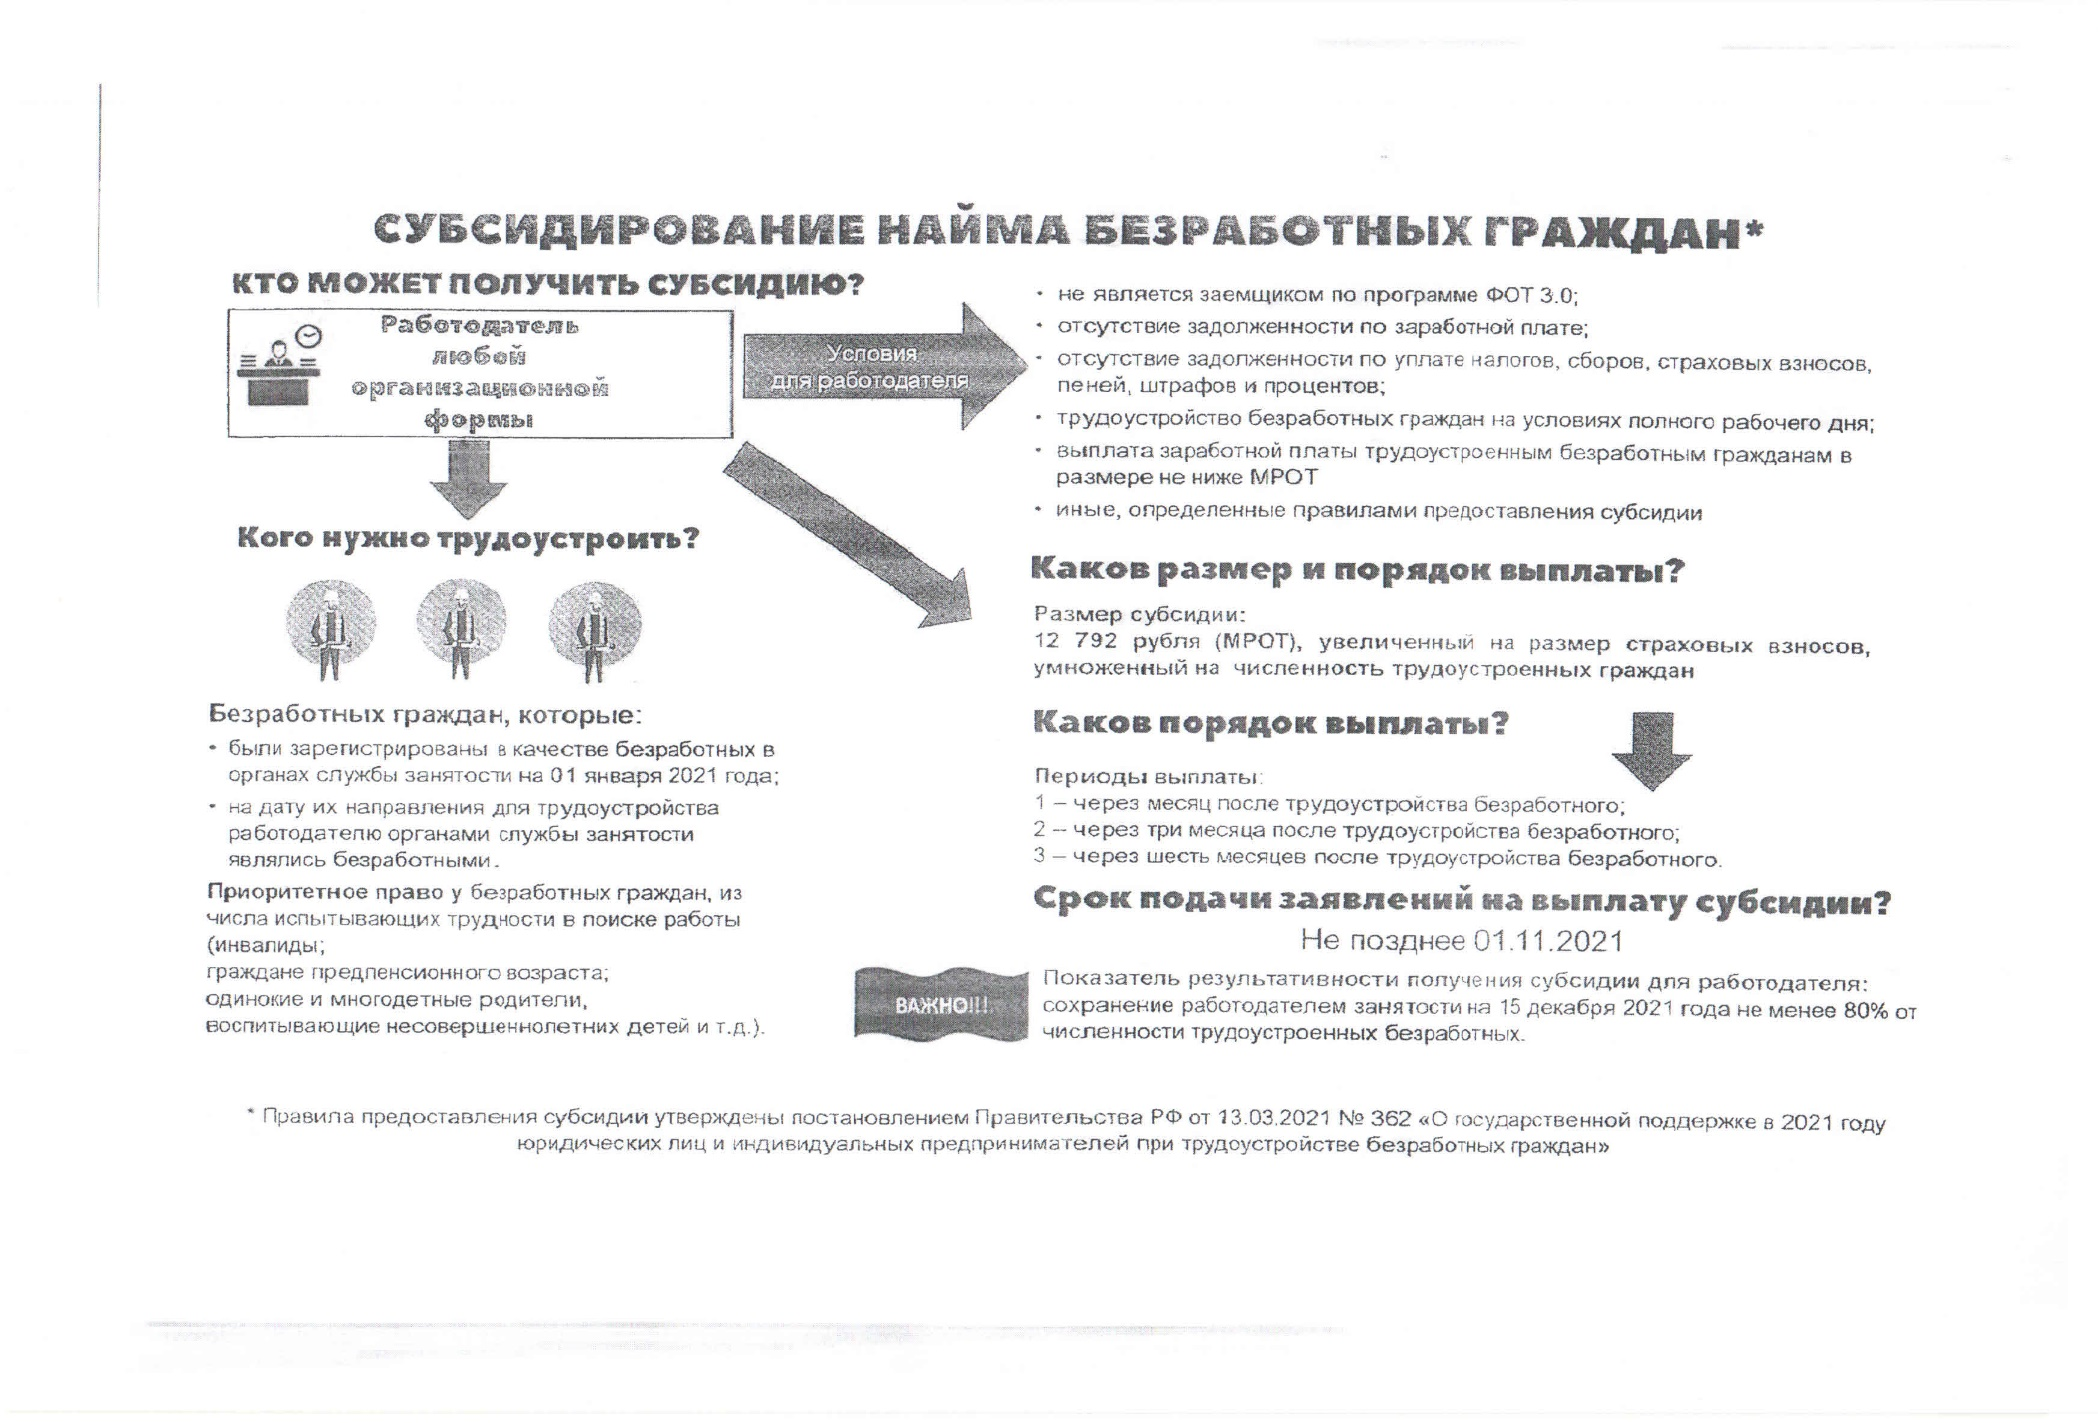 СУБСИДИРОВАНИЕ НАЙМА БЕЗРАБОТНЫХ ГРАЖДАН*
КТО МОЖЕТ ПОЛУЧИТЬ СУБСИДИЮ?
Работодатель
любой
организационной
формы
Условия
для работодателя
• не является заемщиком по программе ФОТ 3.0;
• отсутствие задолженности по заработной плате;
• отсутствие задолженности по уплате налогов, сборов, страховых взносов,
пеней, штрафов и процентов;
• трудоустройство безработных граждан на условиях полного рабочего дня;
• выплата заработной платы трудоустроенным безработным гражданам в
размере не ниже МРОТ
• иные, определенные правилами предоставления субсидии
Кого нужно трудоустроить?
Безработных граждан, которые:
• были зарегистрированы в качестве безработных в
органах службы занятости на 01 января 2021 года;
• на дату их направления для трудоустройства
работодателю органами службы занятости
являлись безработными.
Приоритетное право у безработных граждан, из
числа испытывающих трудности в поиске работы
(инвалиды;
граждане предпенсионного возраста;
одинокие и многодетные родители,
воспитывающие несовершеннолетних детей и т.д.).
Каков размер и порядок выплаты?
Размер субсидии:
12 792 рубля (МРОТ), увеличенный на размер страховых взносов,
умноженный на численность трудоустроенных граждан
Каков порядок выплаты?
Периоды выплаты:
1 – через месяц после трудоустройства безработного;
2 – через три месяца после трудоустройства безработного;
3 – через шесть месяцев после трудоустройства безработного.
Срок подачи заявлений на выплату субсидии?
Не позднее 01.11.2021
ВАЖНО!!!
Показатель результативности получения субсидии для работодателя:
сохранение работодателем занятости на 15 декабря 2021 года не менее 80% от
численности трудоустроенных безработных.
* Правила предоставления субсидии утверждены постановлением Правительства РФ от 13.03.2021 № 362 «О государственной поддержке в 2021 году
юридических лиц и индивидуальных предпринимателей при трудоустройстве безработных граждан»